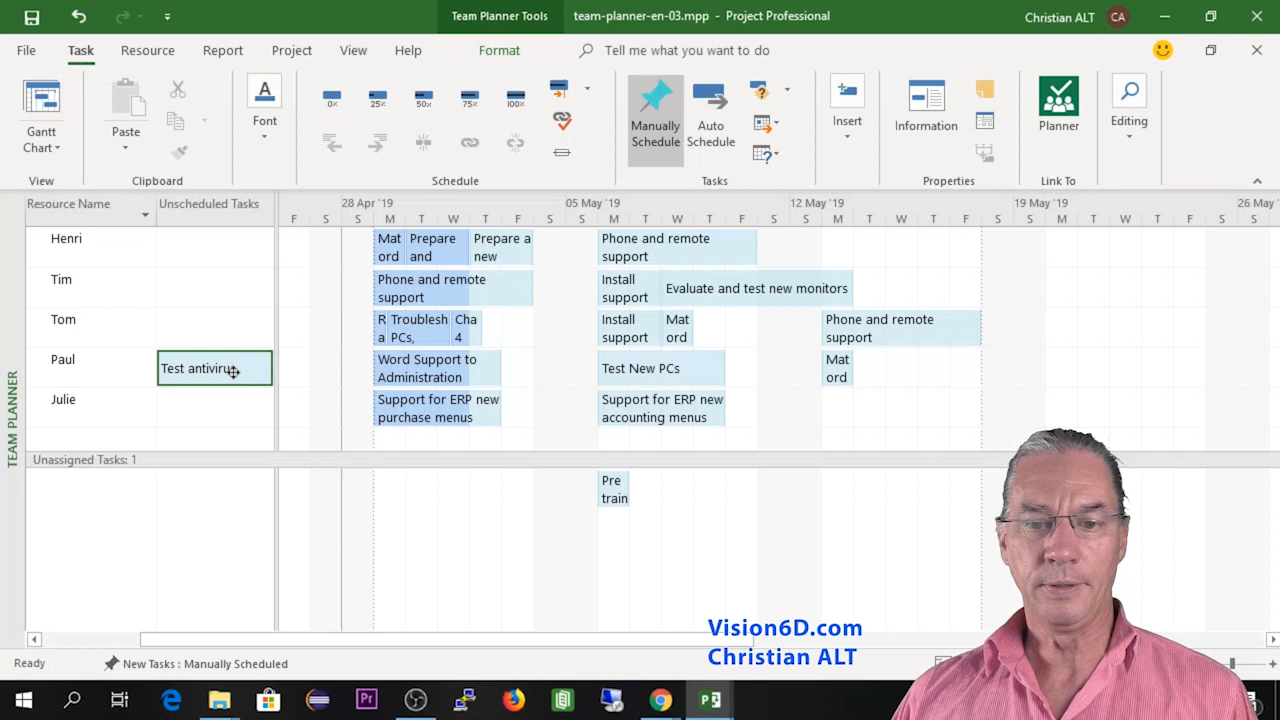 Team Planner Tools
team-planner-en-03.mpp - Project Professional
Christian ALT
CA
File
Task
Resource
Report
Project
View
Help
Format
Tell me what you want to do
Gantt
Chart
Paste
Font
0%
25%
50%
75%
100%
Manually
Schedule
Auto
Schedule
Insert
Information
Planner
Editing
View
Clipboard
Schedule
Tasks
Properties
Link To
Resource Name
Unscheduled Tasks
28 Apr '19
05 May '19
12 May '19
19 May '19
26 May '
F S S M T W T F S S M T W T F S S M T W T F S S M T W T F S S
Henri
Mat
ord
Prepare
and
Prepare a
new
Phone and remote
support
Tim
Phone and remote
support
Install
support
Evaluate and test new monitors
Tom
R
a
Troublesh
PCs,
Cha
4
Install
support
Mat
ord
Phone and remote
support
Paul
Test antivirus
Word Support to
Administration
Test New PCs
Mat
ord
Julie
Support for ERP new
purchase menus
Support for ERP new
accounting menus
TEAM PLANNER
Unassigned Tasks: 1
Pre
train
Vision6D.com
Christian ALT
Ready
New Tasks : Manually Scheduled